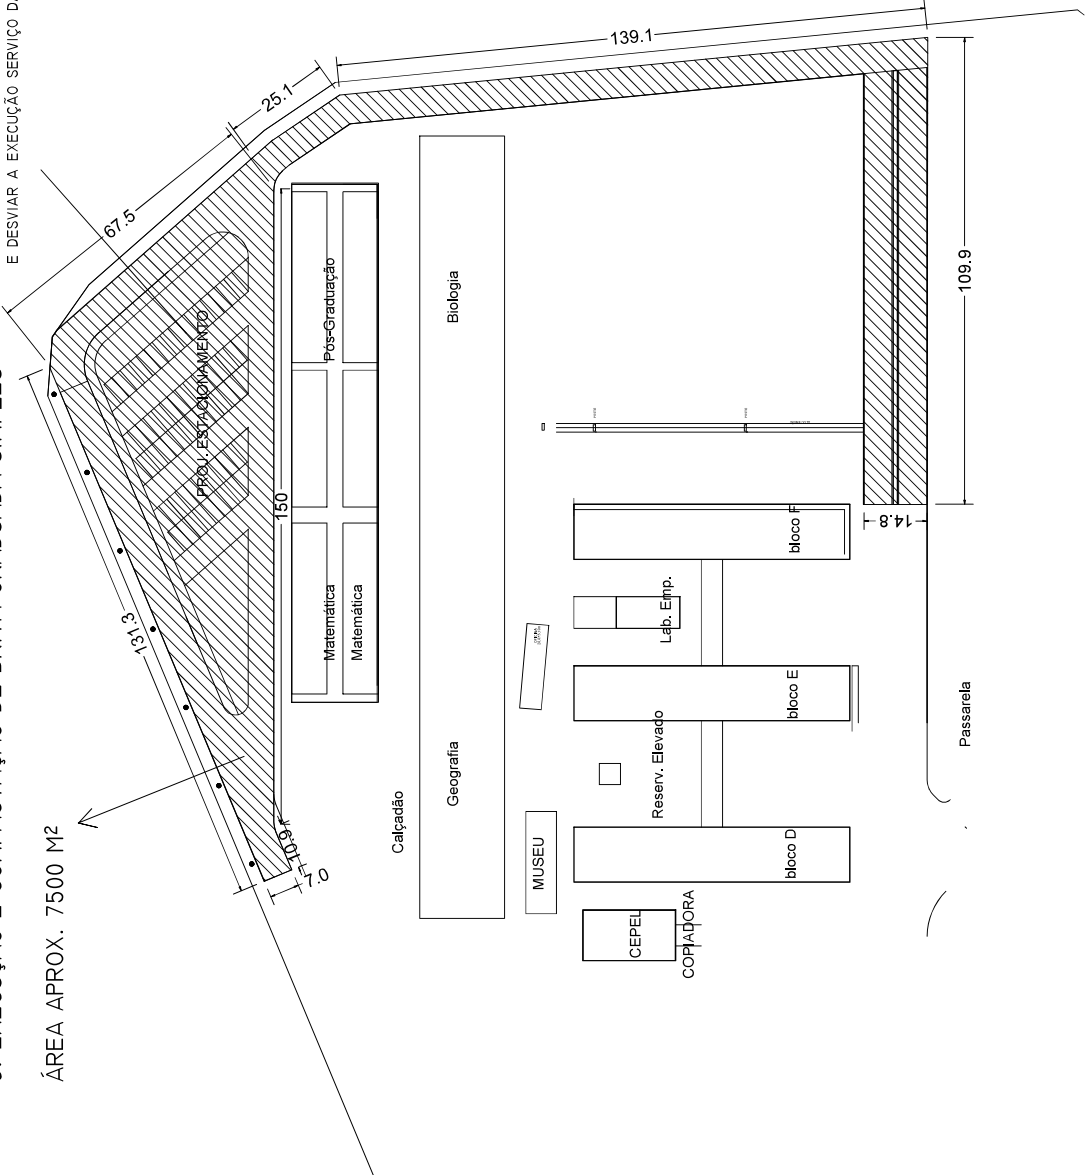 E DESVIAR A EXECUÇÃO SERVIÇO
ÁREA APROX. 7500 M²
139.1
25.1
67.5
131.3
109.9
14.8
150
10.9
7.0
PROJ. ESTACIONAMENTO
Pós-Graduação
Matemática
Matemática
Biologia
Geografia
Calçadão
bloco F
Lab. Emp.
bloco E
Reserv. Elevado
bloco D
MUSEU
CEPEL
COPIADORA
Passarela